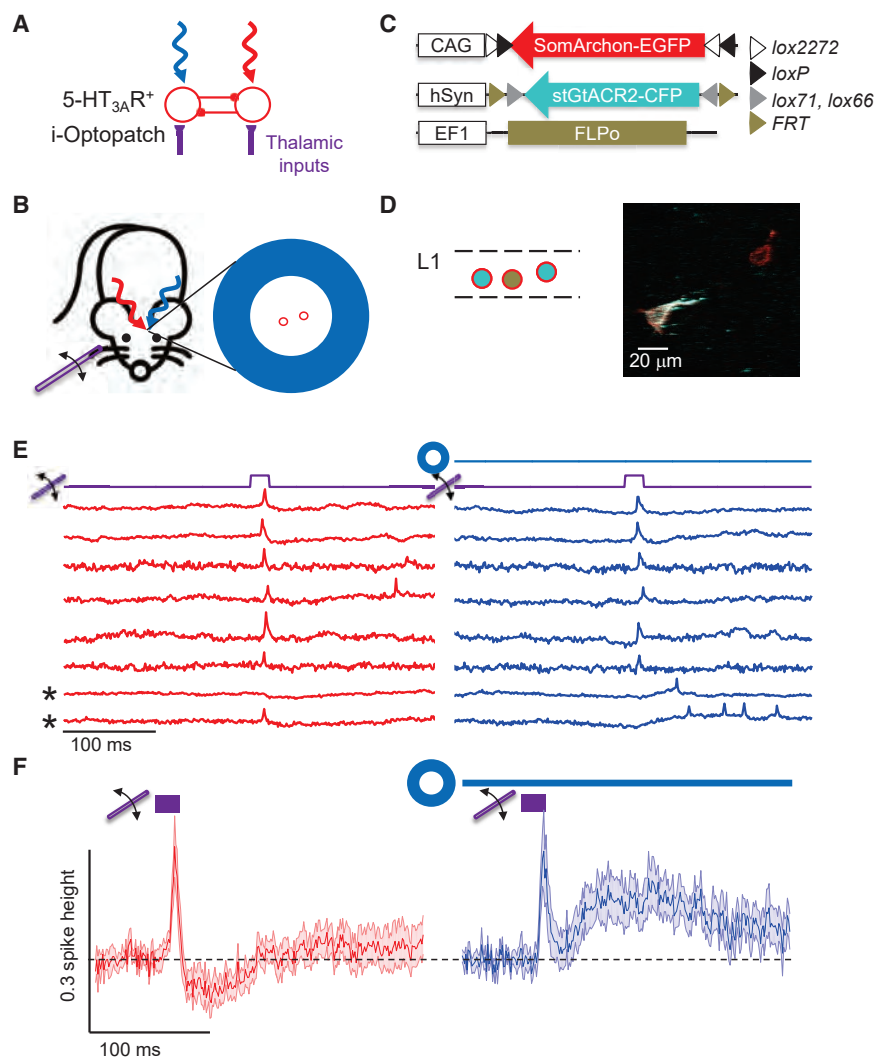 A
5-HT3AR+
i-Optopatch
Thalamic
inputs
C
CAG
SomArchon-EGFP
hSyn
stGtACR2-CFP
EF1
FLPo
lox2272
loxP
lox71, lox66
FRT
B
D
L1
20 μm
E
*
*
100 ms
F
0.3 spike height
100 ms